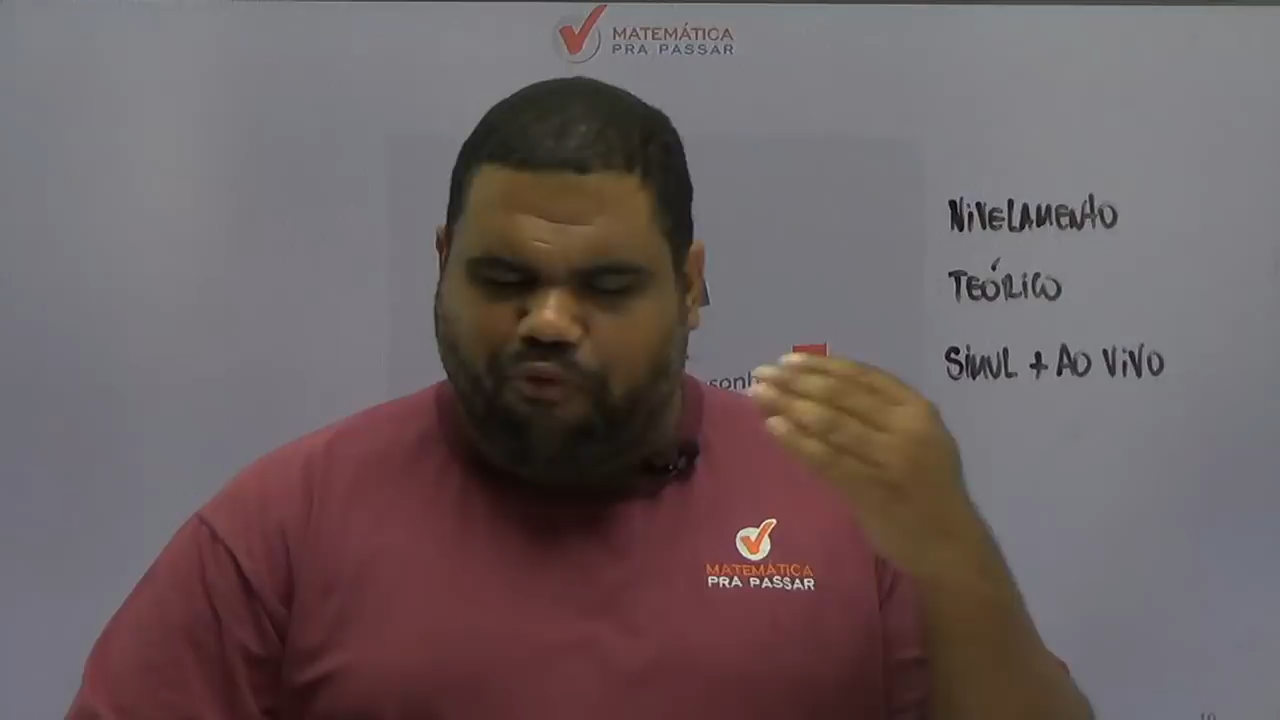 MATEMÁTICA
PRA PASSAR
NIVELAMENTO
TEÓRICO
SIMUL + AO VIVO
MATEMÁTICA
PRA PASSAR